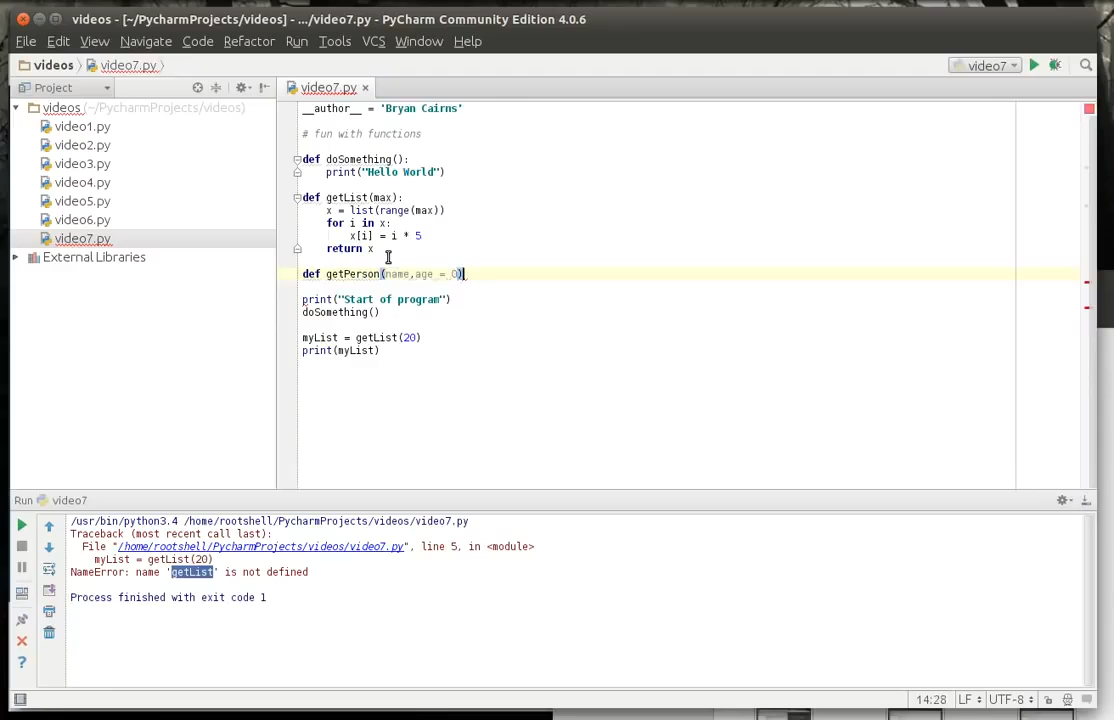 videos - [~/PycharmProjects/videos] - .../video7.py - PyCharm Community Edition 4.0.6
File Edit View Navigate Code Refactor Run Tools VCS Window Help
videos video7.py video7
Project video7.py
videos (~/PycharmProjects/videos)
video1.py
video2.py
video3.py
video4.py
video5.py
video6.py
video7.py
External Libraries
__author__ = 'Bryan Cairns'
# fun with functions
def doSomething():
print("Hello World")
def getList(max):
x = list(range(max))
for i in x:
x[i] = i * 5
return x
def getPerson(name,age = 0)
print("Start of program")
doSomething()
myList = getList(20)
print(myList)
Run video7
/usr/bin/python3.4 /home/rootshell/PycharmProjects/videos/video7.py
Traceback (most recent call last):
File "/home/rootshell/PycharmProjects/videos/video7.py", line 5, in <module>
myList = getList(20)
NameError: name 'getList' is not defined
Process finished with exit code 1
14:28 LF UTF-8